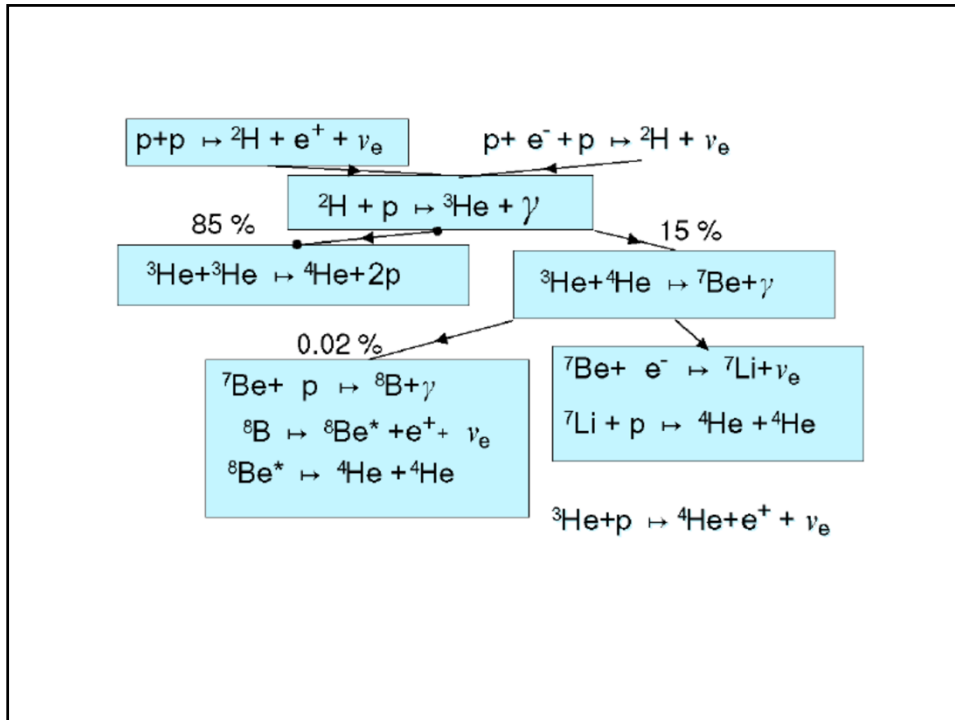 p+p ↦ ²H + e⁺ + νₑ
p+ e⁻ + p ↦ ²H + νₑ
²H + p ↦ ³He + γ
85 %
15 %
³He+³He ↦ ⁴He+2p
³He+⁴He ↦ ⁷Be+γ
0.02 %
⁷Be+ p ↦ ⁸B+γ
⁸B ↦ ⁸Be* +e⁺+ νₑ
⁸Be* ↦ ⁴He +⁴He
⁷Be+ e⁻ ↦ ⁷Li+νₑ
⁷Li + p ↦ ⁴He +⁴He
³He+p ↦ ⁴He+e⁺ + νₑ